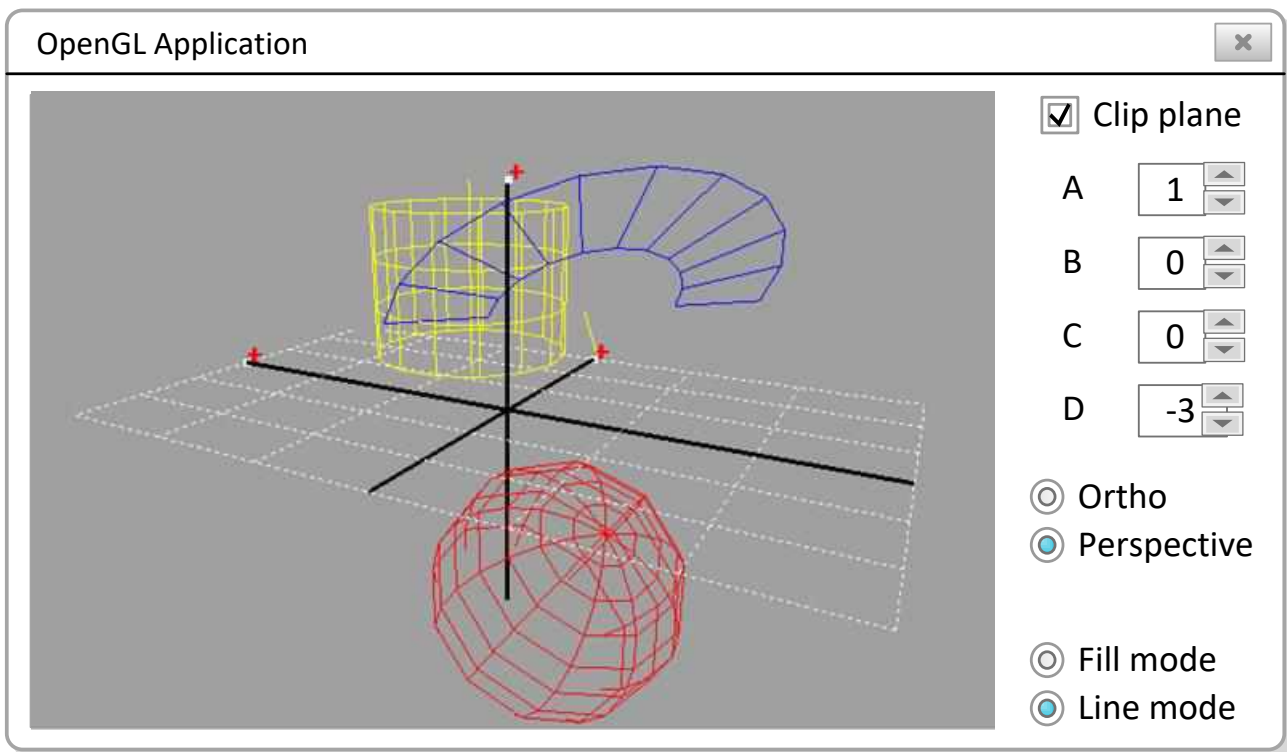 OpenGL Application
Clip plane
A 1
B 0
C 0
D -3
Ortho
Perspective
Fill mode
Line mode